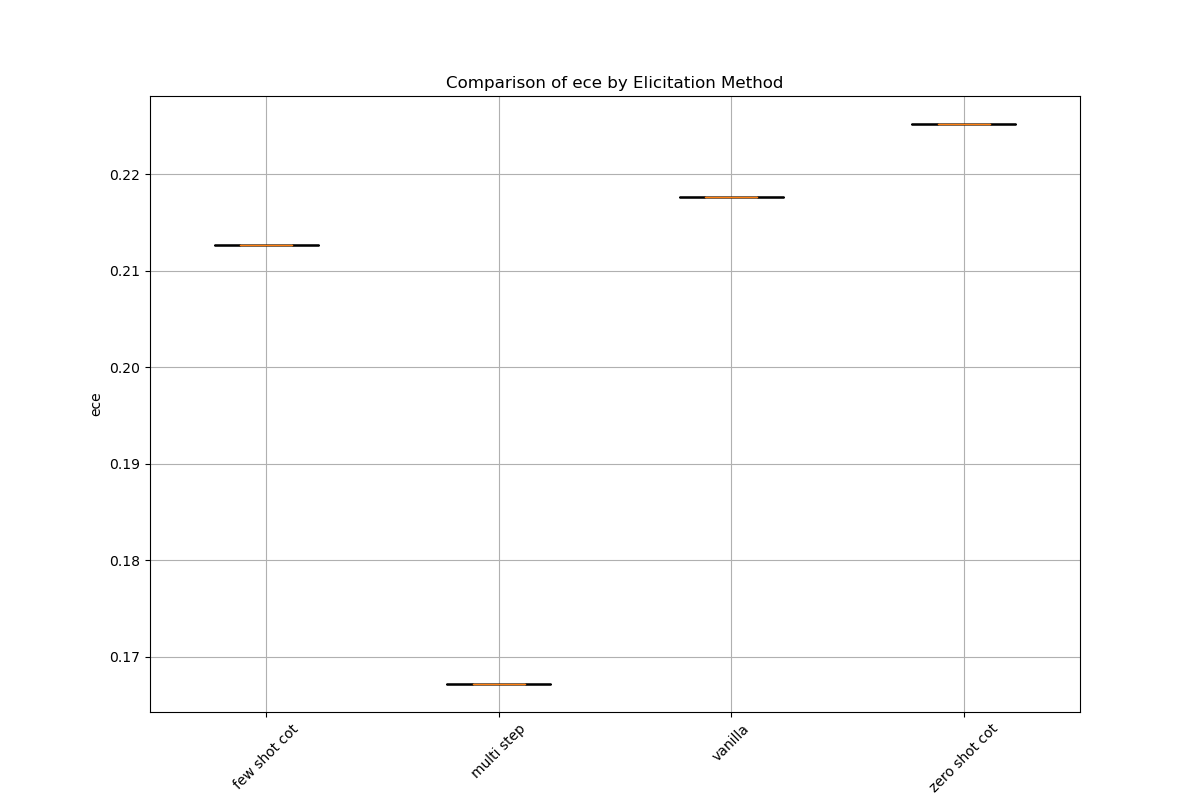 Comparison of ece by Elicitation Method
0.22
0.21
0.20
0.19
0.18
0.17
ece
few shot cot
multi step
vanilla
zero shot cot